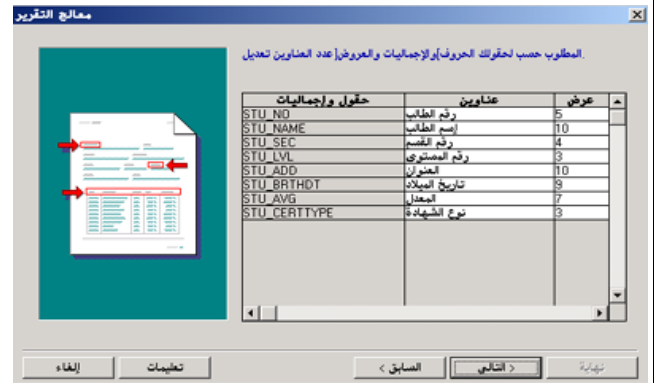 معالج التقرير
المطلوب حسب لحقولك الحروف]والإجماليات والعروض[عدد العناوين تعديل.
حقول وإجماليات عناوين عرض
STU_NO رقم الطالب 5
STU_NAME إسم الطالب 10
STU_SEC رقم القسم 4
STU_LVL رقم المستوى 3
STU_ADD العنوان 10
STU_BRTHDT تاريخ الميلاد 9
STU_AVG المعدل 7
STU_CERTTYPE نوع الشهادة 3
إلغاء تعليمات السابق > < التالي نهاية